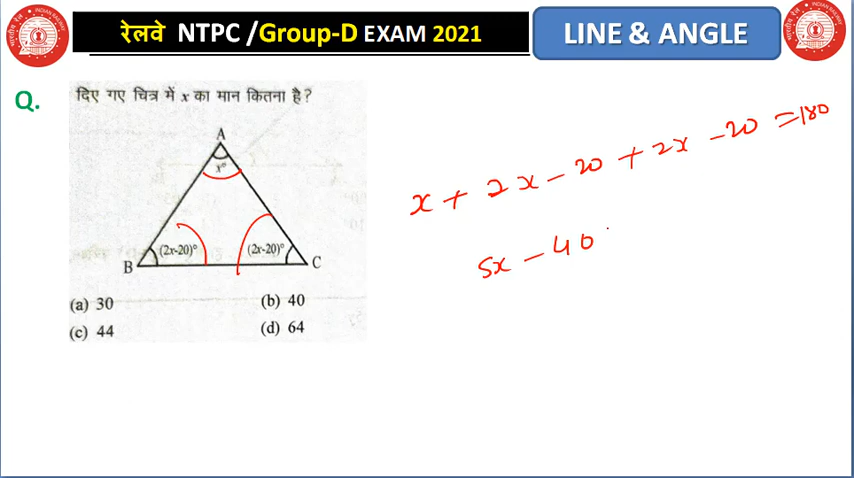 रेलवे NTPC /Group-D EXAM 2021
LINE & ANGLE
Q. दिए गए चित्र में x का मान कितना है?
A
x°
(2x-20)° (2x-20)°
B C
(a) 30 (b) 40
(c) 44 (d) 64
x + 2x - 20 + 2x - 20 = 180
5x - 40